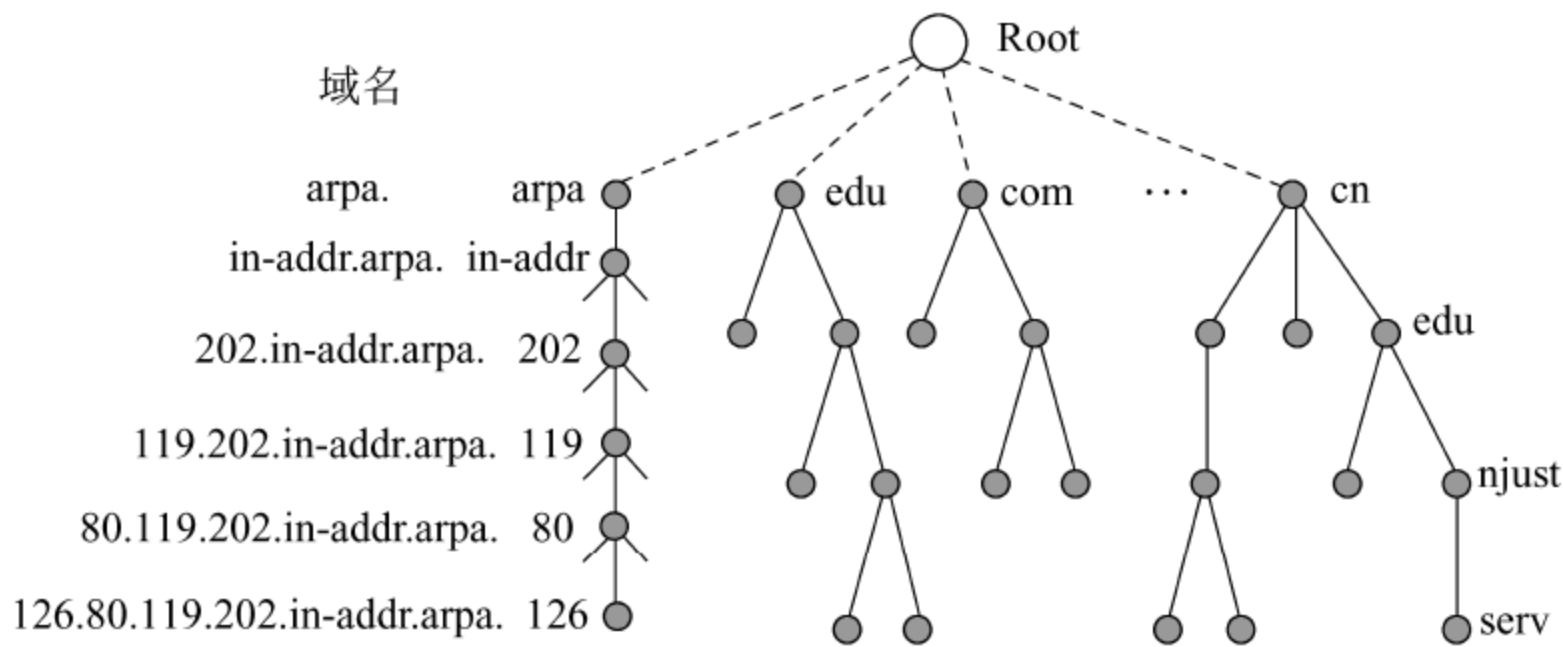 Root
域名
arpa. arpa edu com … cn
in-addr.arpa. in-addr
202.in-addr.arpa. 202 edu
119.202.in-addr.arpa. 119
njust
80.119.202.in-addr.arpa. 80
126.80.119.202.in-addr.arpa. 126 serv